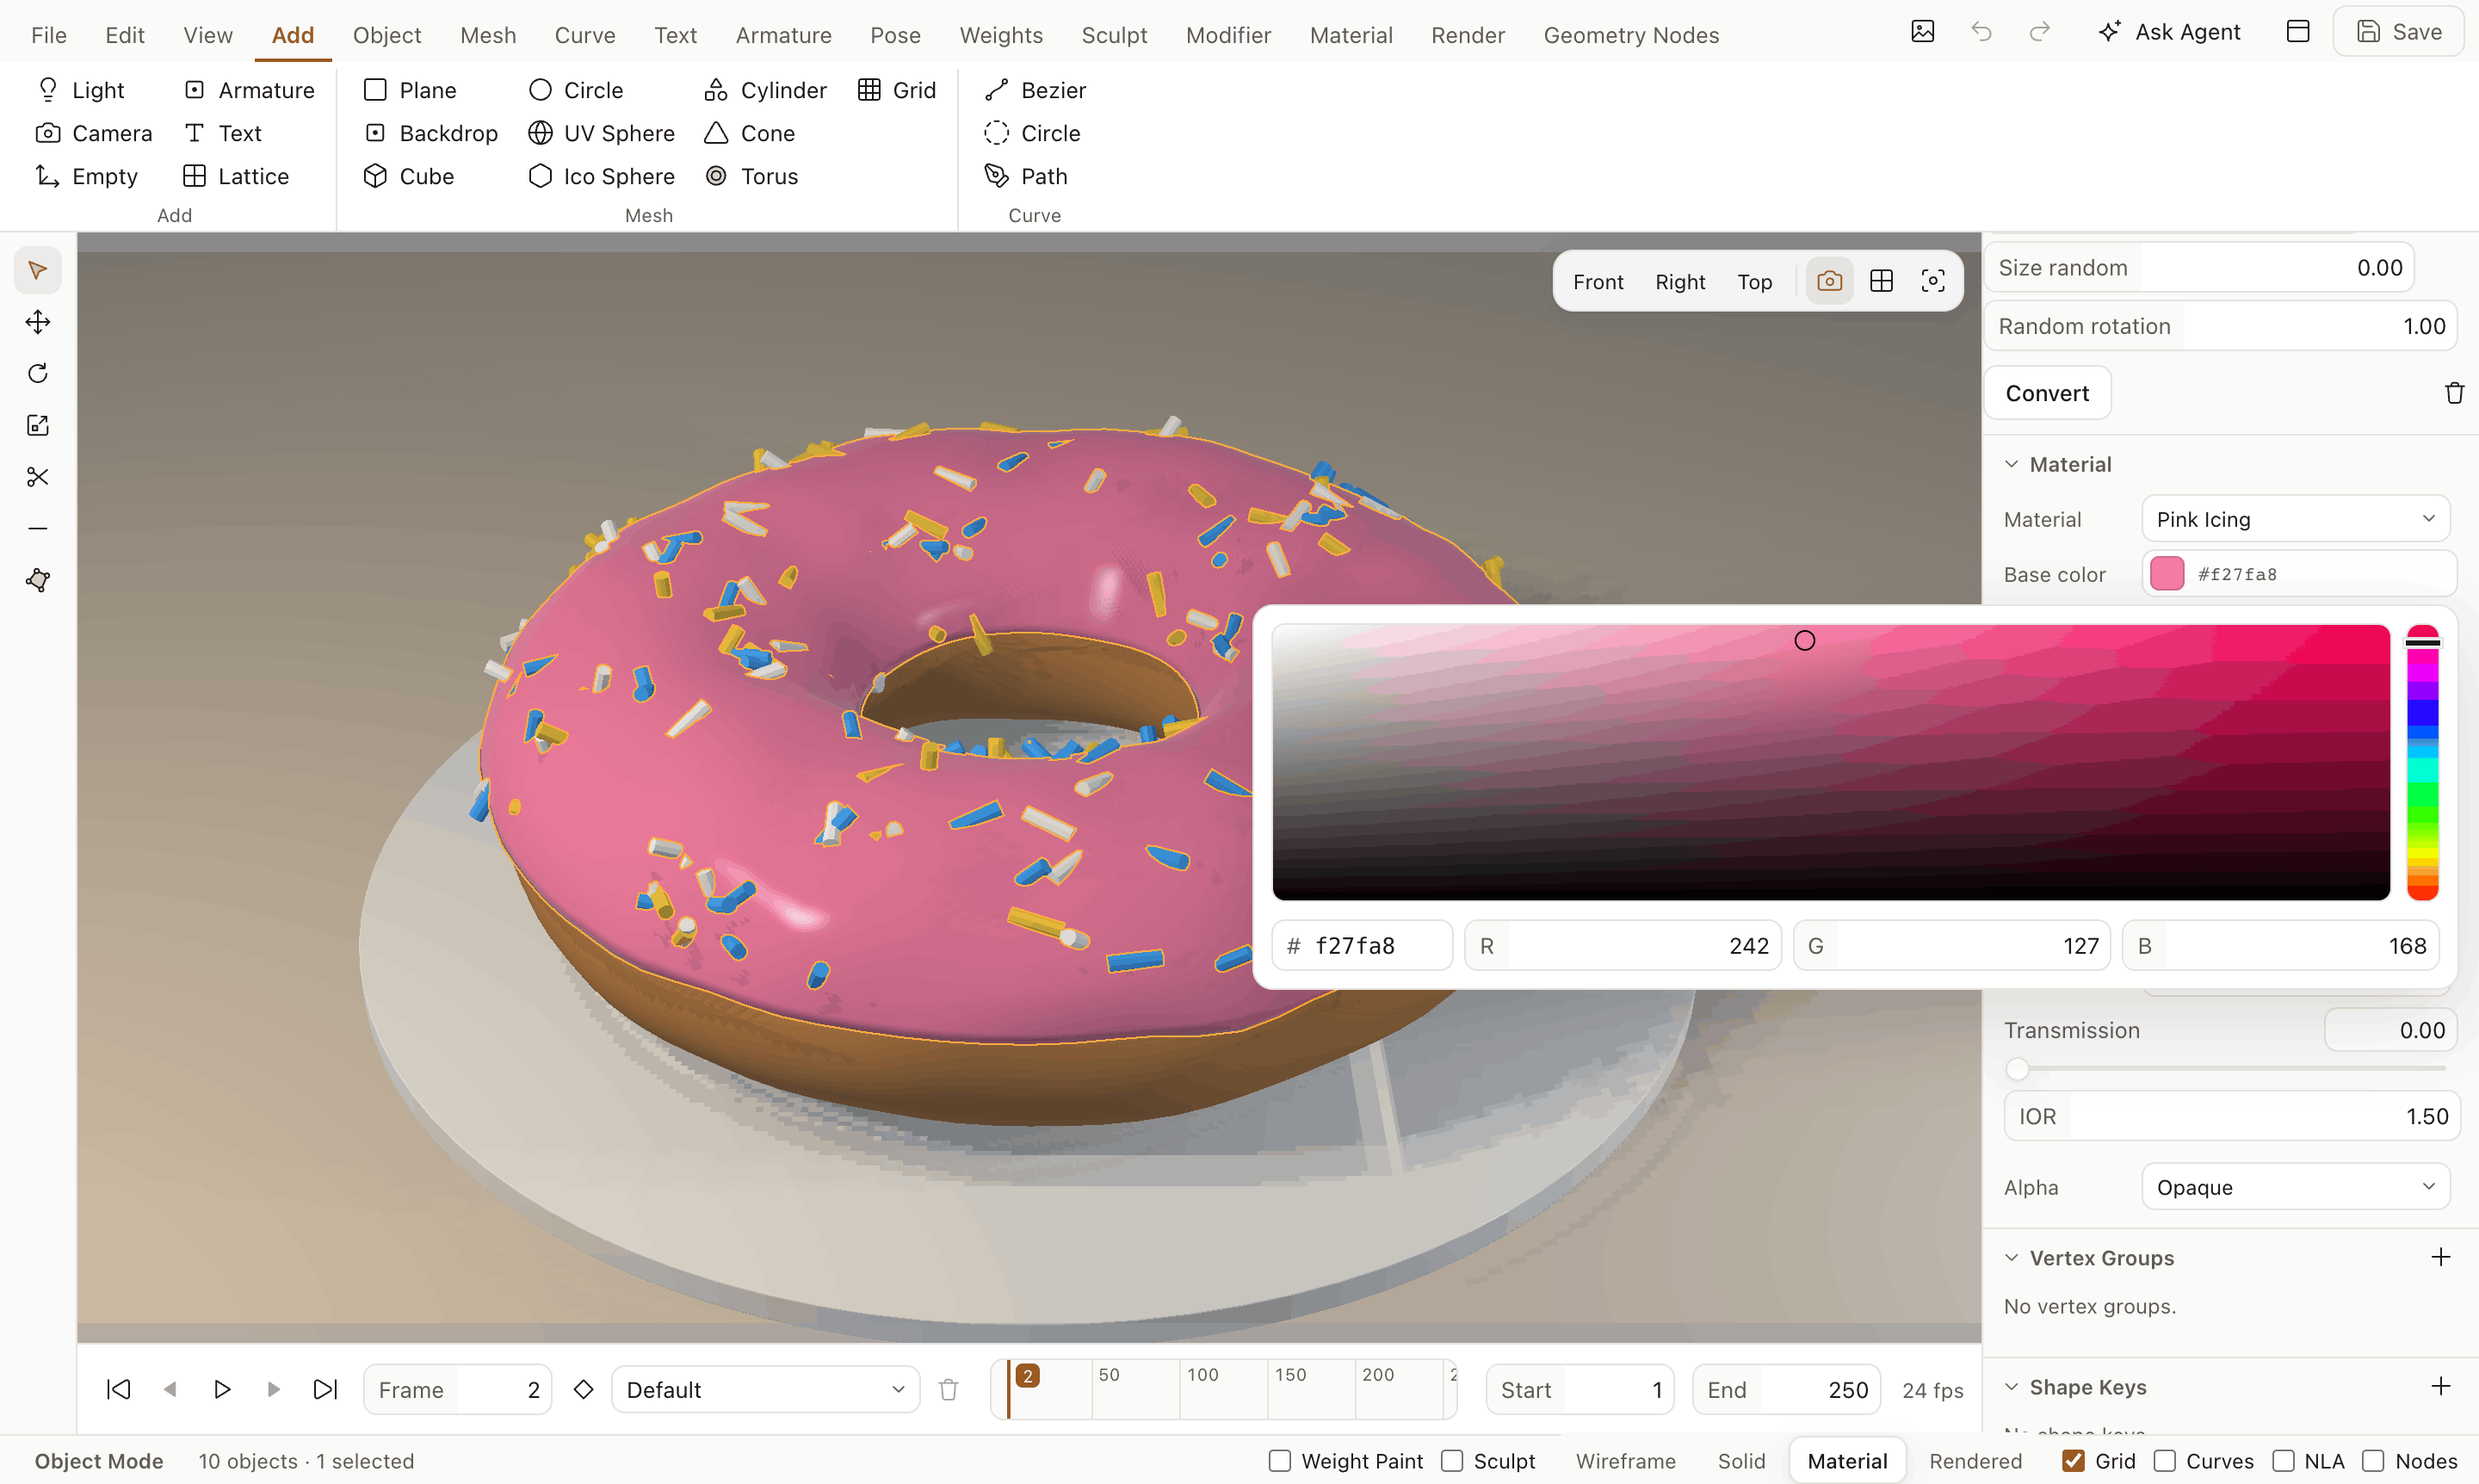 File Edit View Add Object Mesh Curve Text Armature Pose Weights Sculpt Modifier Material Render Geometry Nodes Ask Agent Save
Light Armature Plane Circle Cylinder Grid Bezier
Camera Text Backdrop UV Sphere Cone Circle
Empty Lattice Cube Ico Sphere Torus Path
Add Mesh Curve
Front Right Top
Size random 0.00
Random rotation 1.00
Convert
Material
Material Pink Icing
Base color #f27fa8
# f27fa8 R 242 G 127 B 168
Transmission 0.00
IOR 1.50
Alpha Opaque
Vertex Groups
No vertex groups.
Shape Keys
Frame 2 Default 2 50 100 150 200 Start 1 End 250 24 fps
Object Mode 10 objects · 1 selected Weight Paint Sculpt Wireframe Solid Material Rendered Grid Curves NLA Nodes